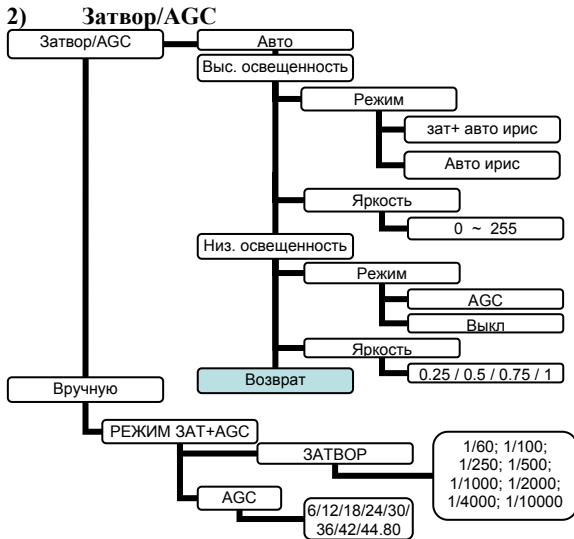 2) Затвор/AGC
Затвор/AGC
Авто
Выс. освещенность
Режим
зат+ авто ирис
Авто ирис
Яркость
0 ~ 255
Низ. освещенность
Режим
AGC
Выкл
Яркость
0.25 / 0.5 / 0.75 / 1
Возврат
Вручную
РЕЖИМ ЗАТ+AGC
ЗАТВОР
1/60; 1/100;
1/250; 1/500;
1/1000; 1/2000;
1/4000; 1/10000
AGC
6/12/18/24/30/
36/42/44.80